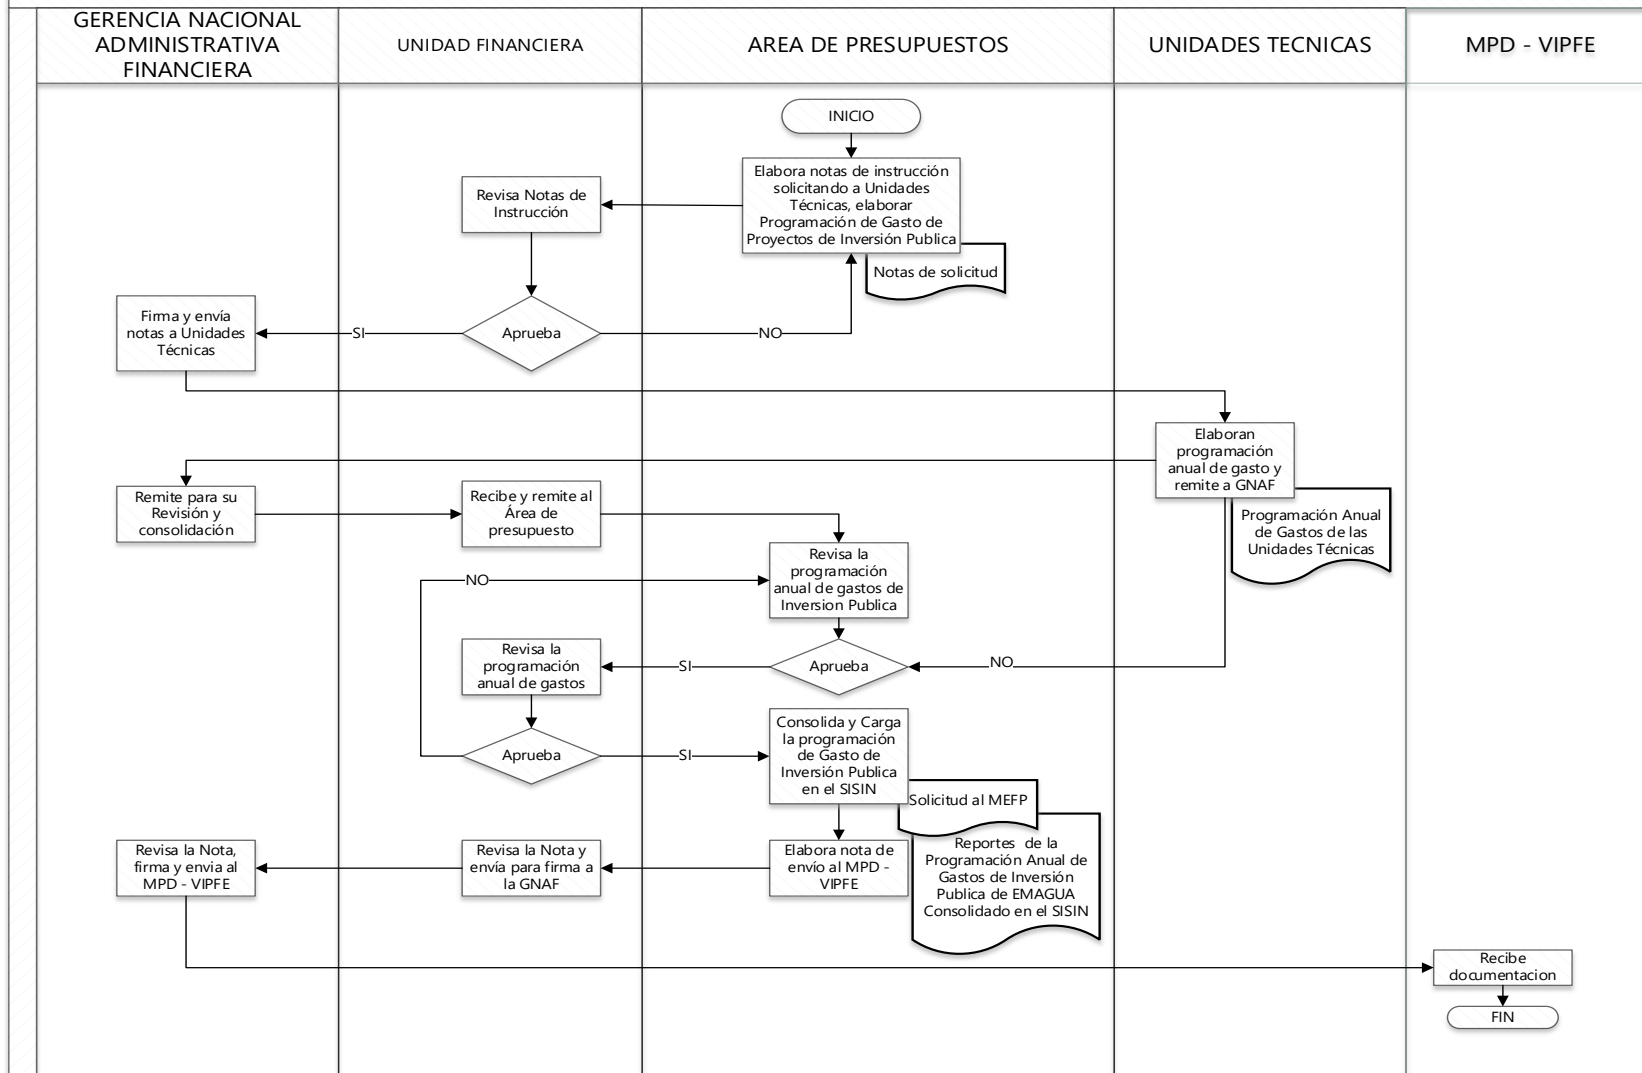 GERENCIA NACIONAL
ADMINISTRATIVA
FINANCIERA
UNIDAD FINANCIERA
AREA DE PRESUPUESTOS
UNIDADES TECNICAS
MPD - VIPFE
INICIO
Elabora notas de instrucción
solicitando a Unidades
Técnicas, elaborar
Programación de Gasto de
Proyectos de Inversión Publica
Revisa Notas de
Instrucción
Notas de solicitud
Firma y envía
notas a Unidades
Técnicas
SI
Aprueba
NO
Elaboran
programación
anual de gasto y
remite a GNAF
Remite para su
Revisión y
consolidación
Recibe y remite al
Área de
presupuesto
Programación Anual
de Gastos de las
Unidades Técnicas
Revisa la
programación
anual de gastos de
Inversion Publica
NO
Revisa la
programación
anual de gastos
SI
Aprueba
NO
Consolida y Carga
la programación
de Gasto de
Inversión Publica
en el SISIN
Aprueba
SI
Solicitud al MEFP
Reportes de la
Programación Anual de
Gastos de Inversión
Publica de EMAGUA
Consolidado en el SISIN
Revisa la Nota,
firma y envia al
MPD - VIPFE
Revisa la Nota y
envía para firma a
la GNAF
Elabora nota de
envío al MPD -
VIPFE
Recibe
documentacion
FIN